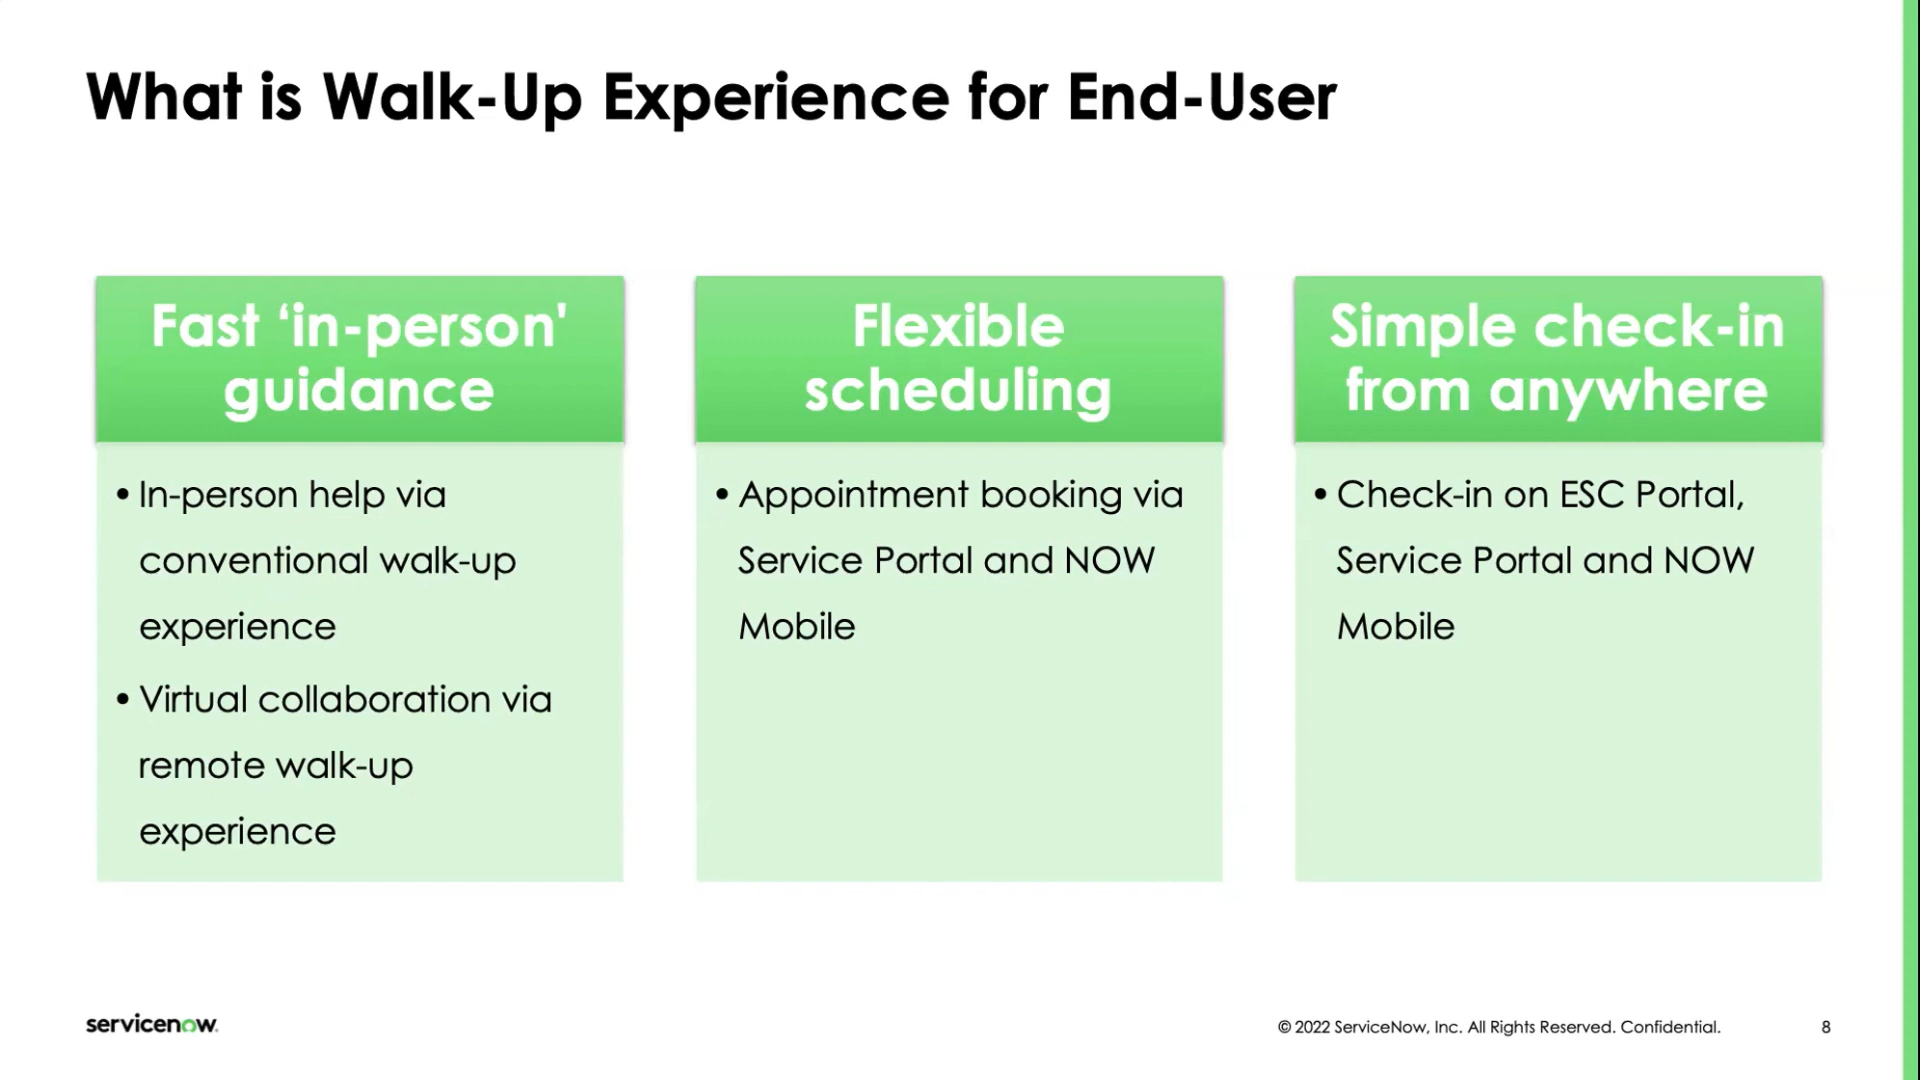 What is Walk-Up Experience for End-User
Fast ‘in-person'
guidance
• In-person help via
conventional walk-up
experience
• Virtual collaboration via
remote walk-up
experience
Flexible
scheduling
• Appointment booking via
Service Portal and NOW
Mobile
Simple check-in
from anywhere
• Check-in on ESC Portal,
Service Portal and NOW
Mobile
servicenow.
© 2022 ServiceNow, Inc. All Rights Reserved. Confidential.
8